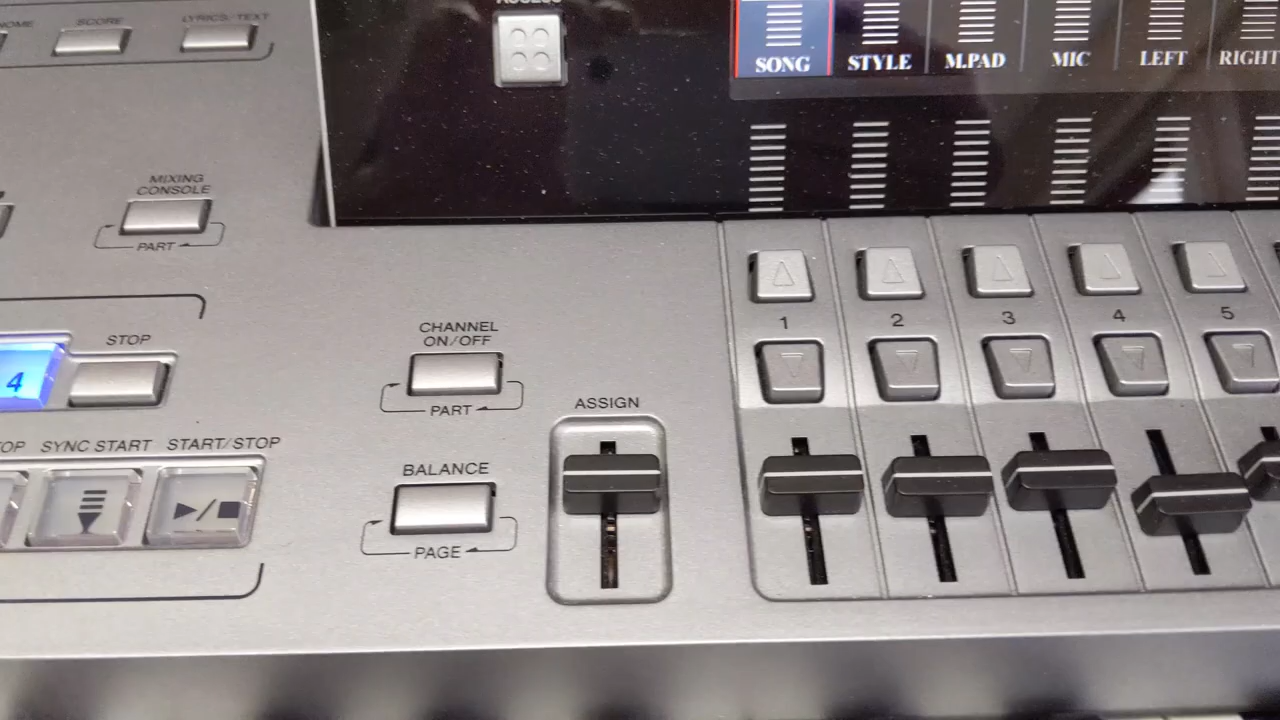 SCORE
LYRICS/TEXT
SONG
STYLE
M.PAD
MIC
LEFT
RIGHT
MIXING
CONSOLE
PART
STOP
4
SYNC START
START/STOP
CHANNEL
ON/OFF
PART
BALANCE
PAGE
ASSIGN
1
2
3
4
5